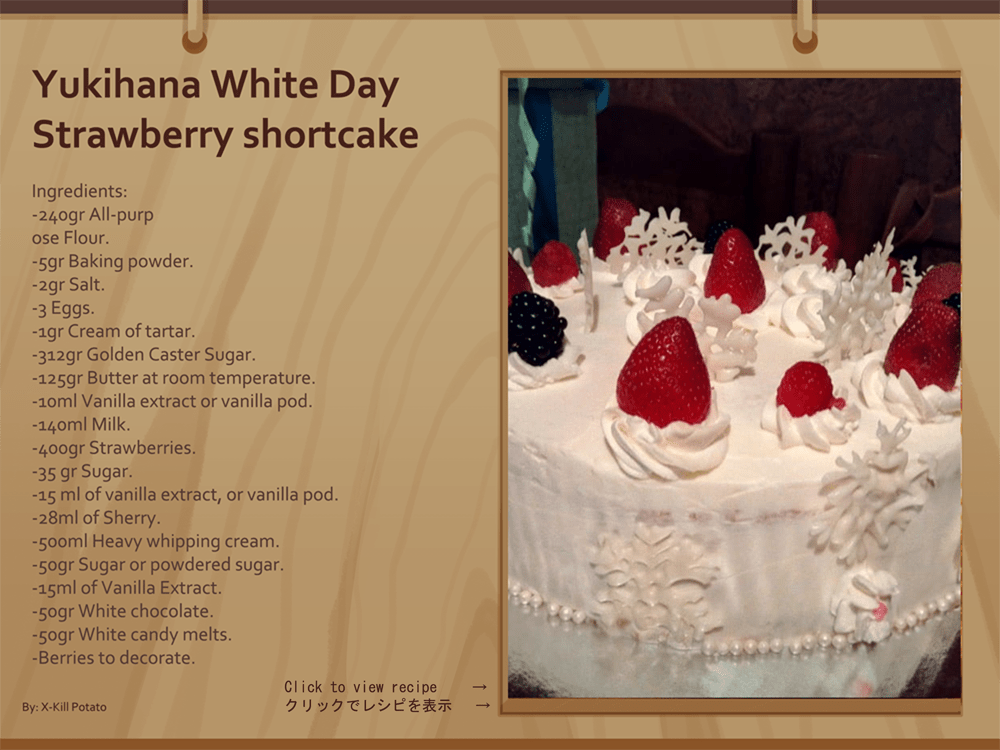 Yukihana White Day
Strawberry shortcake
Ingredients:
-240gr All-purp
ose Flour.
-5gr Baking powder.
-2gr Salt.
-3 Eggs.
-1gr Cream of tartar.
-312gr Golden Caster Sugar.
-125gr Butter at room temperature.
-10ml Vanilla extract or vanilla pod.
-140ml Milk.
-400gr Strawberries.
-35 gr Sugar.
-15 ml of vanilla extract, or vanilla pod.
-28ml of Sherry.
-500ml Heavy whipping cream.
-50gr Sugar or powdered sugar.
-15ml of Vanilla Extract.
-50gr White chocolate.
-50gr White candy melts.
-Berries to decorate.
Click to view recipe →
クリックでレシピを表示 →
By: X-Kill Potato